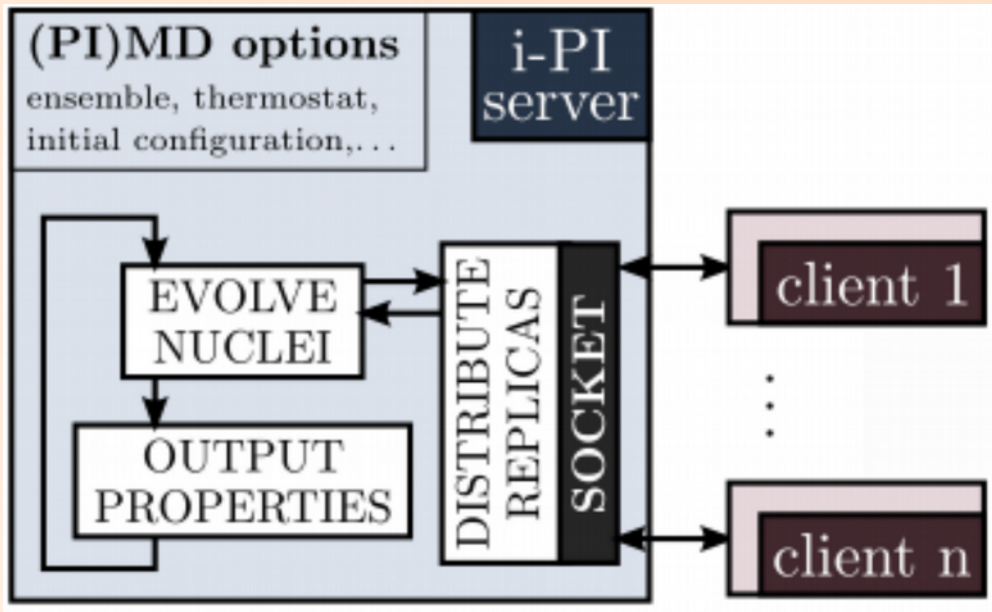 (PI)MD options
ensemble, thermostat,
initial configuration,...
i-PI
server
EVOLVE
NUCLEI
OUTPUT
PROPERTIES
DISTRIBUTE
REPLICAS
SOCKET
client 1
client n